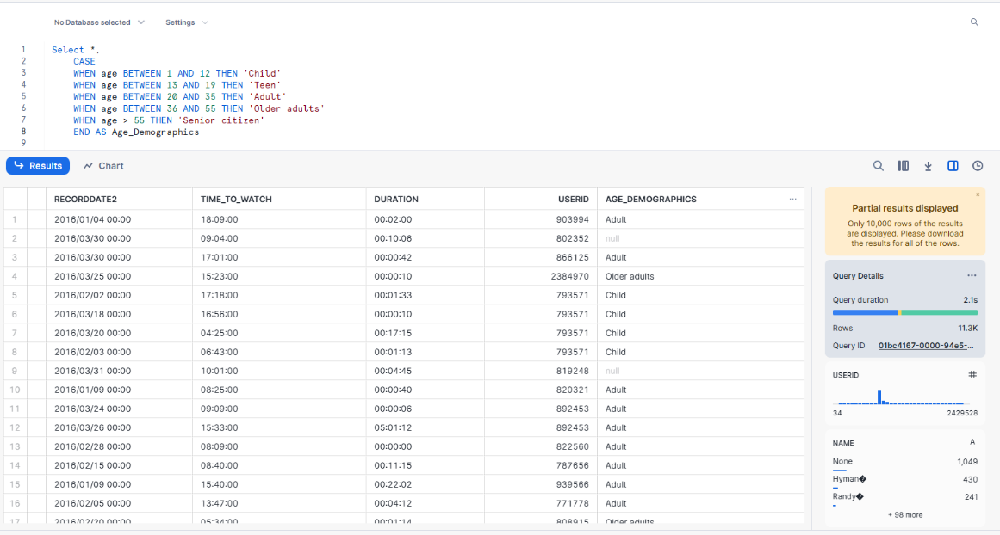 No Database selected Settings
1 Select *,
2 CASE
3 WHEN age BETWEEN 1 AND 12 THEN 'Child'
4 WHEN age BETWEEN 13 AND 19 THEN 'Teen'
5 WHEN age BETWEEN 20 AND 35 THEN 'Adult'
6 WHEN age BETWEEN 36 AND 55 THEN 'Older adults'
7 WHEN age > 55 THEN 'Senior citizen'
8 END AS Age_Demographics
9
Results Chart
RECORDDATE2 TIME_TO_WATCH DURATION USERID AGE_DEMOGRAPHICS ...
1 2016/01/04 00:00 18:09:00 00:02:00 903994 Adult
2 2016/03/30 00:00 09:04:00 00:10:06 802352 null
3 2016/03/30 00:00 17:01:00 00:00:42 866125 Adult
4 2016/03/25 00:00 15:23:00 00:00:10 2384970 Older adults
5 2016/02/02 00:00 17:18:00 00:01:33 793571 Child
6 2016/03/18 00:00 16:56:00 00:00:10 793571 Child
7 2016/03/20 00:00 04:25:00 00:17:15 793571 Child
8 2016/02/03 00:00 06:43:00 00:01:13 793571 Child
9 2016/03/31 00:00 10:01:00 00:04:45 819248 null
10 2016/01/09 00:00 08:25:00 00:00:40 820321 Adult
11 2016/03/24 00:00 09:09:00 00:00:06 892453 Adult
12 2016/03/26 00:00 15:33:00 05:01:12 892453 Adult
13 2016/02/28 00:00 08:09:00 00:00:00 822560 Adult
14 2016/02/15 00:00 08:40:00 00:11:15 787656 Adult
15 2016/01/09 00:00 15:40:00 00:22:02 939566 Adult
16 2016/02/05 00:00 13:47:00 00:04:12 771778 Adult
17 2016/02/20 00:00 05:34:00 00:01:14 808915 Older adults
Partial results displayed
Only 10,000 rows of the results
are displayed. Please download
the results for all of the rows.
Query Details ...
Query duration 2.1s
Rows 11.3K
Query ID 01bc4167-0000-94e5-...
USERID #
34 2429528
NAME A
None 1,049
Hyman� 430
Randy� 241
+ 98 more